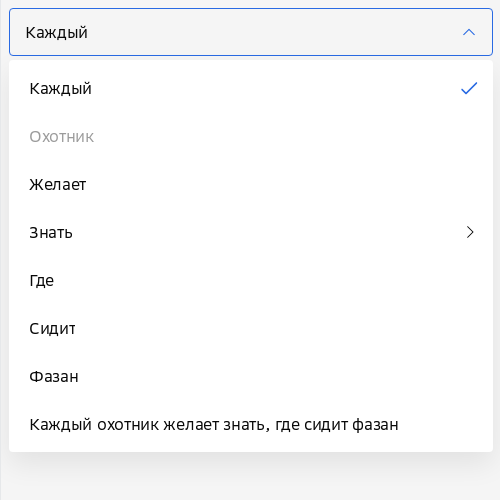 Каждый
Каждый
Охотник
Желает
Знать
Где
Сидит
Фазан
Каждый охотник желает знать, где сидит фазан